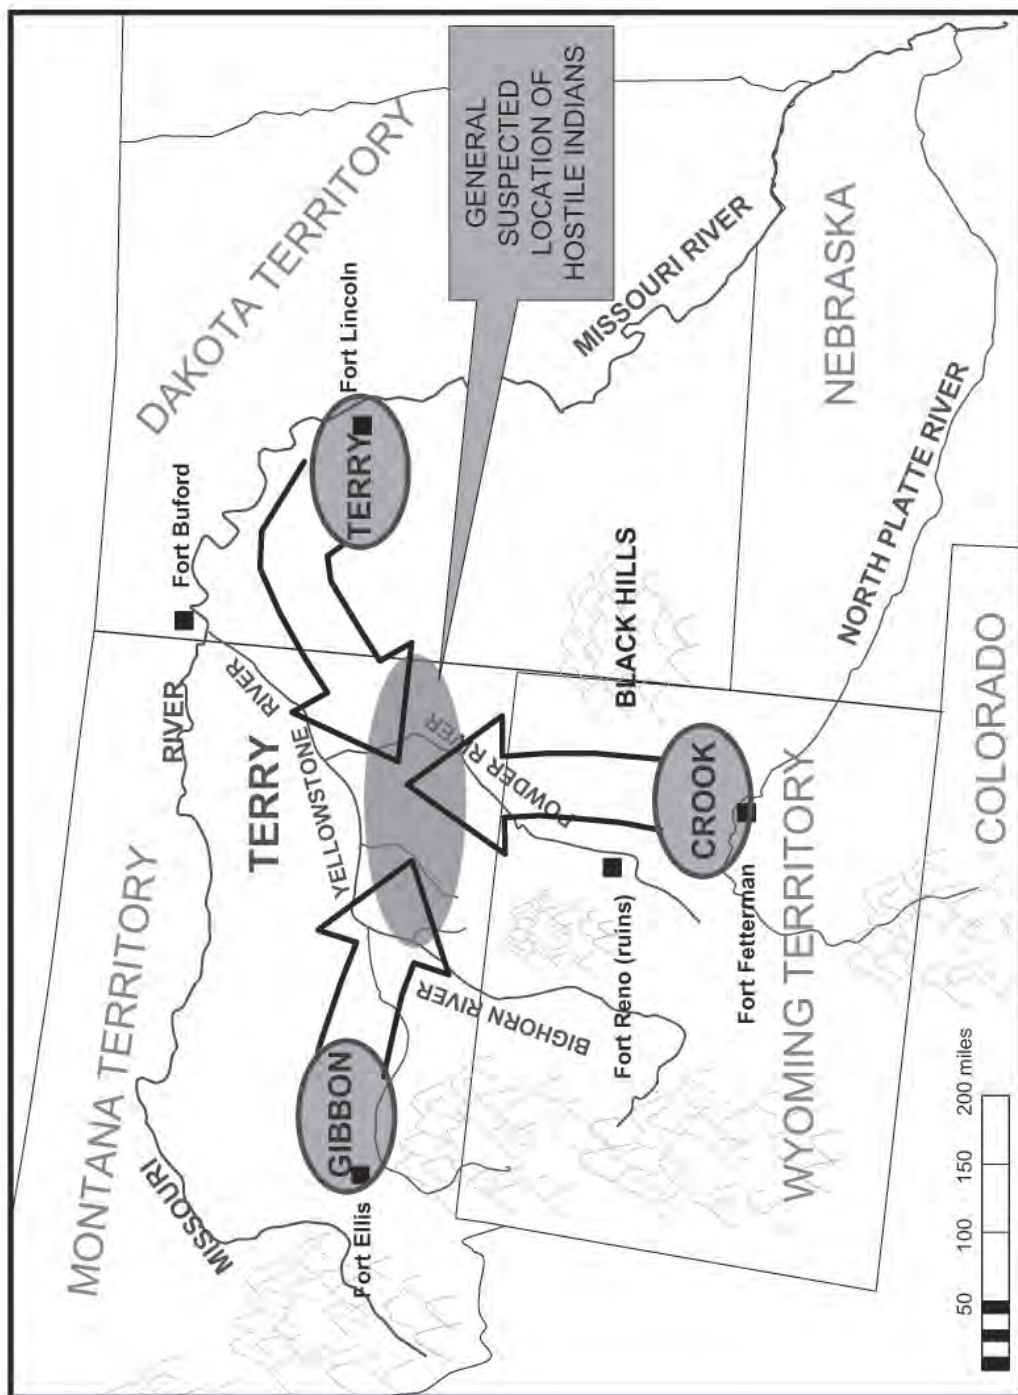 MONTANA TERRITORY
MISSOURI
RIVER
Fort Buford
DAKOTA TERRITORY
TERRY
YELLOWSTONE
RIVER
GIBBON
Fort Ellis
TERRY
Fort Lincoln
BIGHORN RIVER
POWDER RIVER
RIVER
GENERAL
SUSPECTED
LOCATION OF
HOSTILE INDIANS
Fort Reno (ruins)
BLACK HILLS
MISSOURI RIVER
CROOK
Fort Fetterman
WYOMING TERRITORY
NORTH PLATTE RIVER
NEBRASKA
COLORADO
50
100
150
200 miles